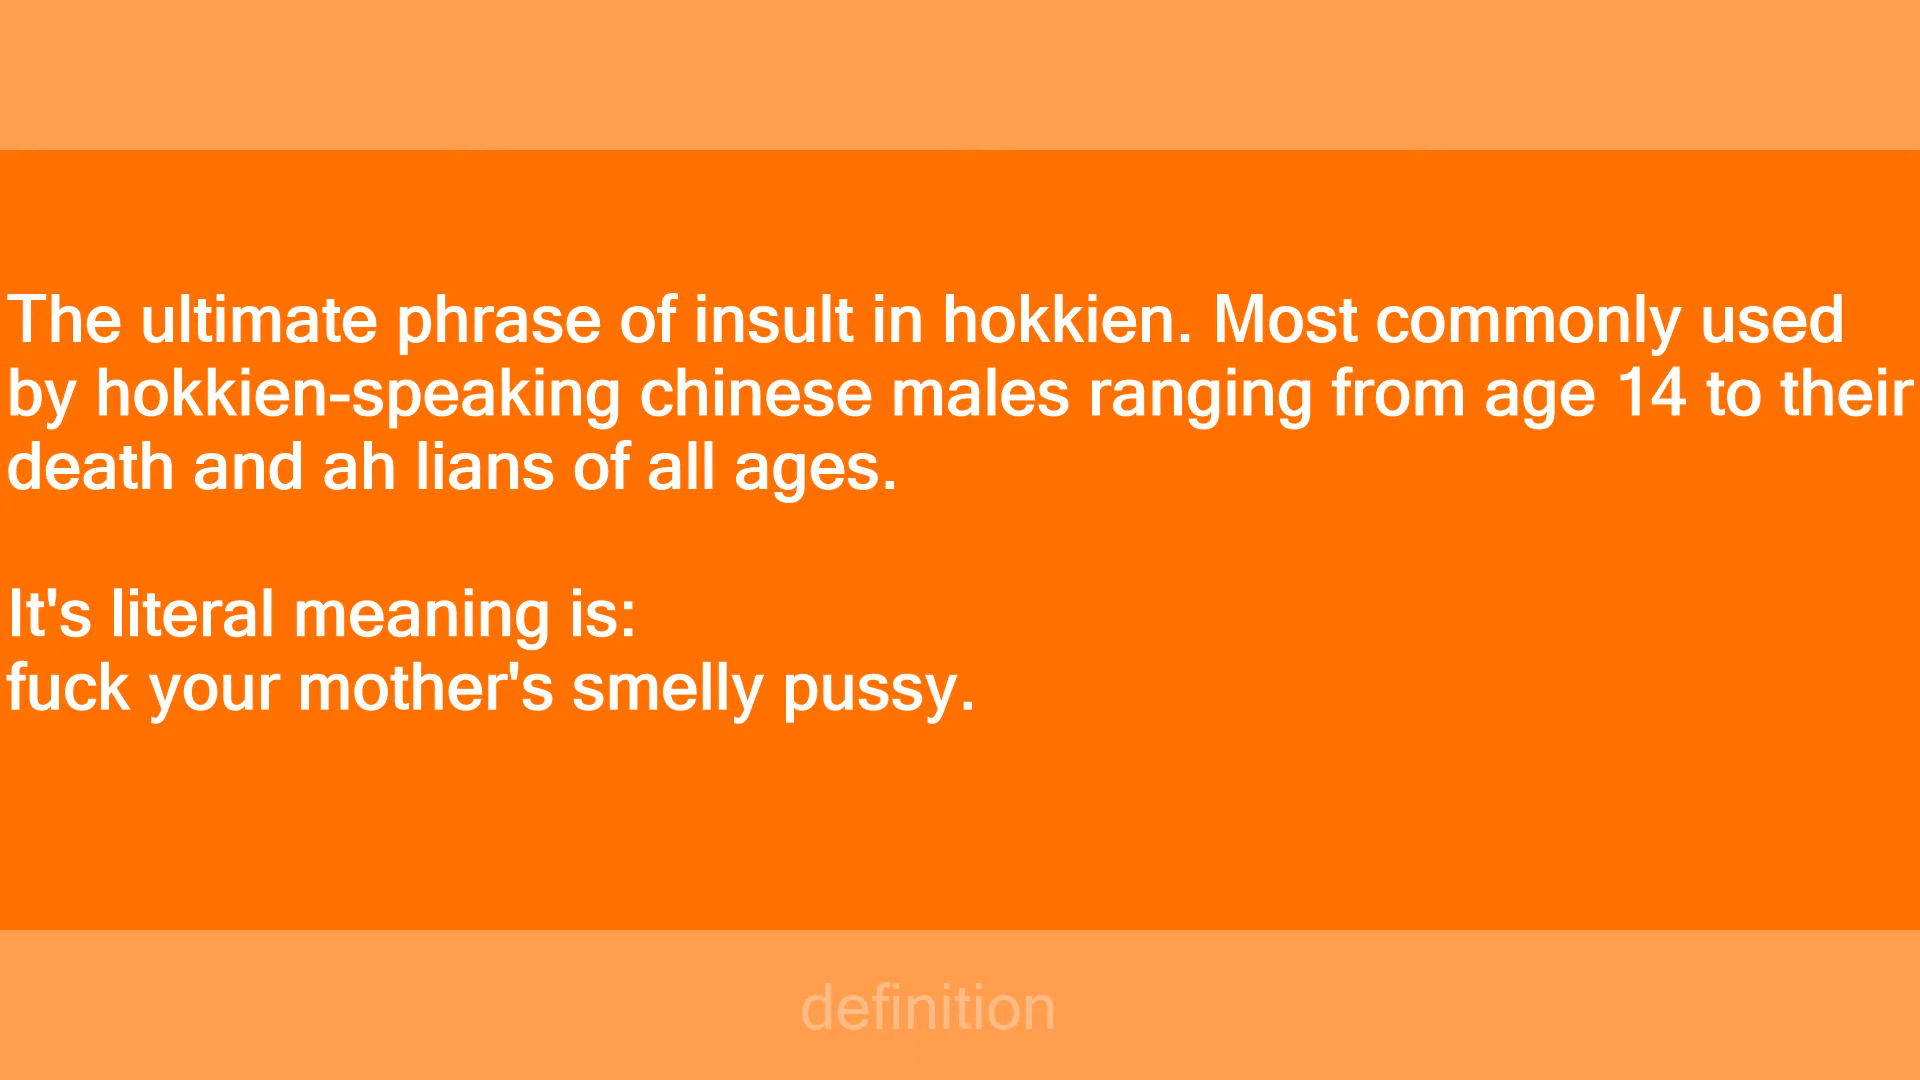 The ultimate phrase of insult in hokkien. Most commonly used
by hokkien-speaking chinese males ranging from age 14 to their
death and ah lians of all ages.
It's literal meaning is:
fuck your mother's smelly pussy.
definition